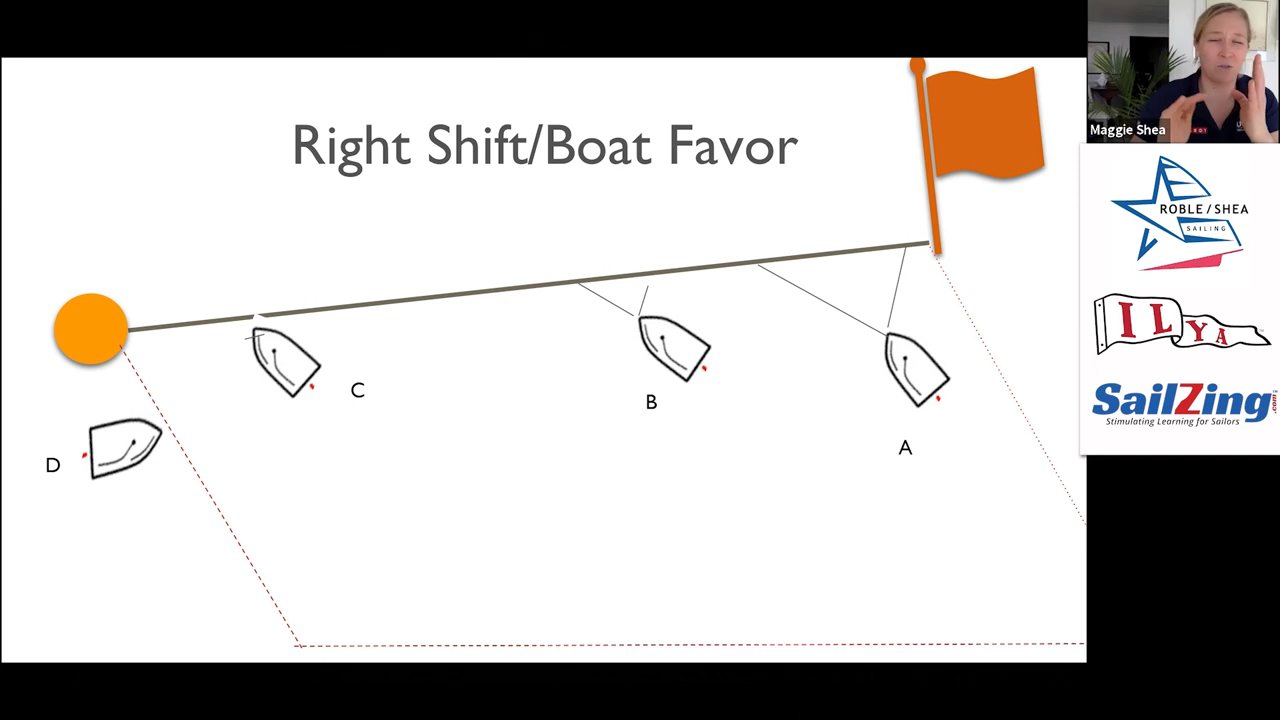 Right Shift/Boat Favor
C
B
A
D
Maggie Shea
ROBLE/SHEA
SAILING
ILYA
SailZing
.com
Stimulating Learning for Sailors